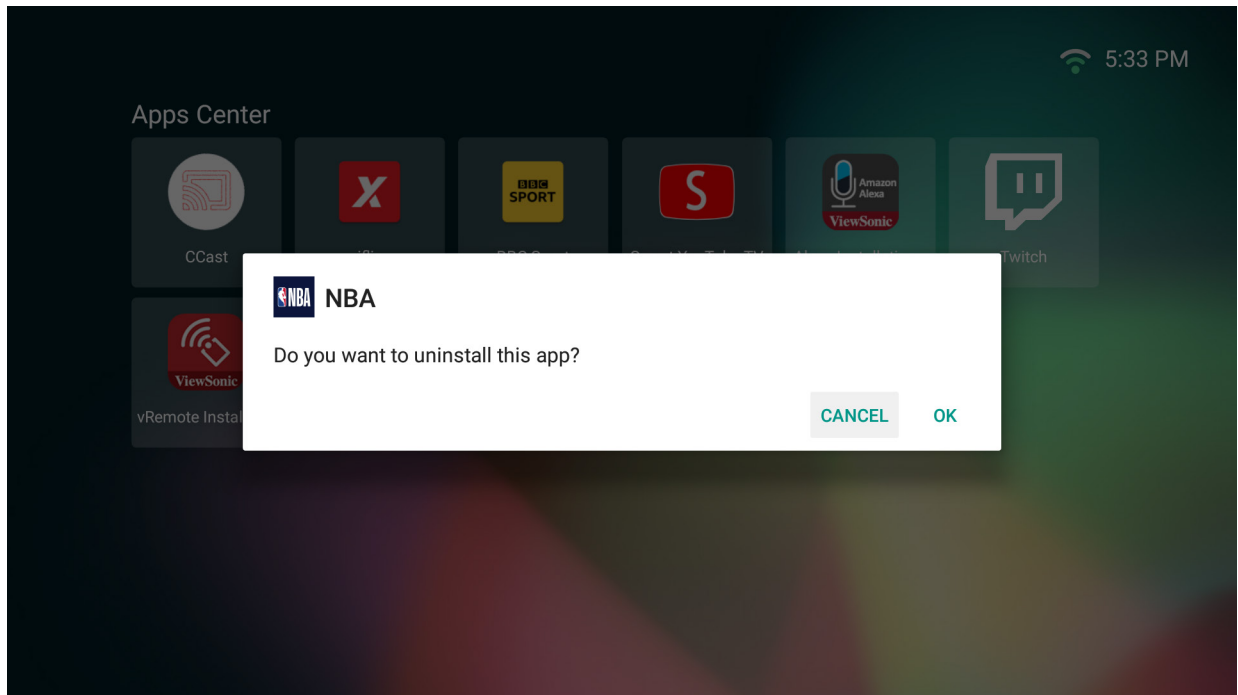 5:33 PM
Apps Center
BBC
SPORT
S
Amazon
Alexa
ViewSonic
CCast
Twitch
NBA NBA
Do you want to uninstall this app?
ViewSonic
vRemote Instal
CANCEL OK